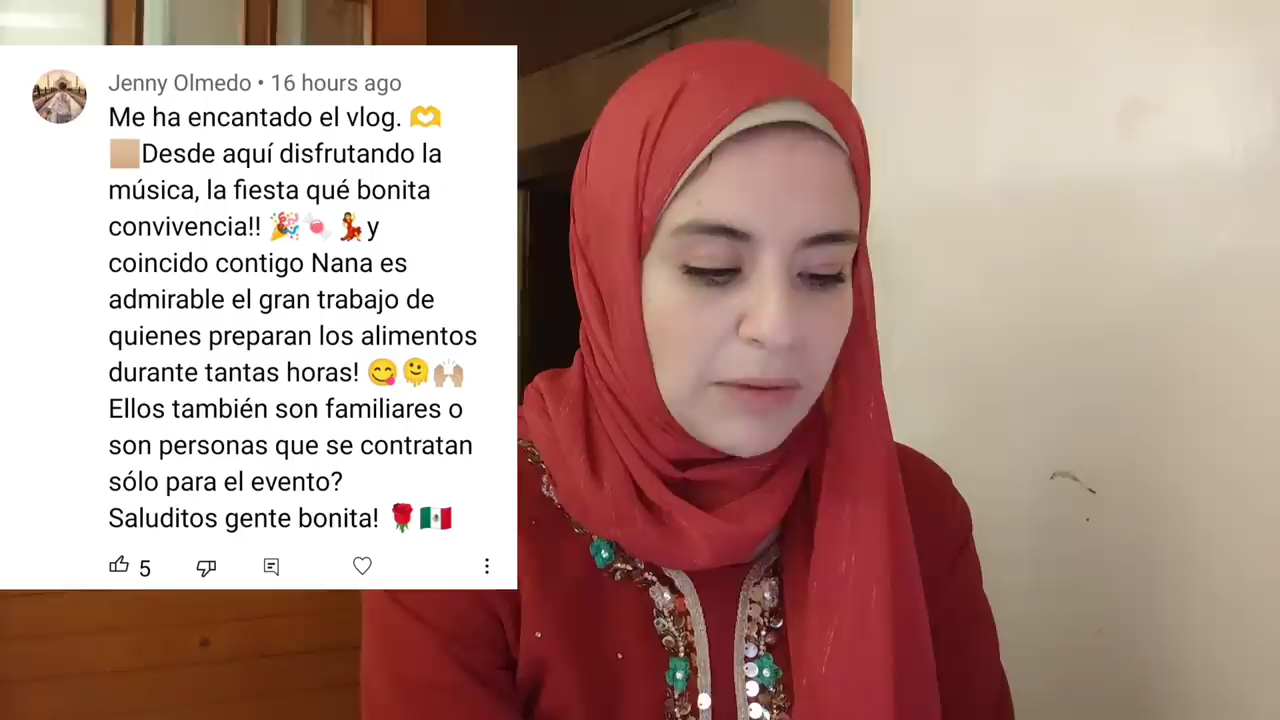 Jenny Olmedo • 16 hours ago
Me ha encantado el vlog. 🫶
🏼Desde aquí disfrutando la
música, la fiesta qué bonita
convivencia!! 🎉🍬💃y
coincido contigo Nana es
admirable el gran trabajo de
quienes preparan los alimentos
durante tantas horas! 😋🫠🙌🏼
Ellos también son familiares o
son personas que se contratan
sólo para el evento?
Saluditos gente bonita! 🌹🇲🇽
5